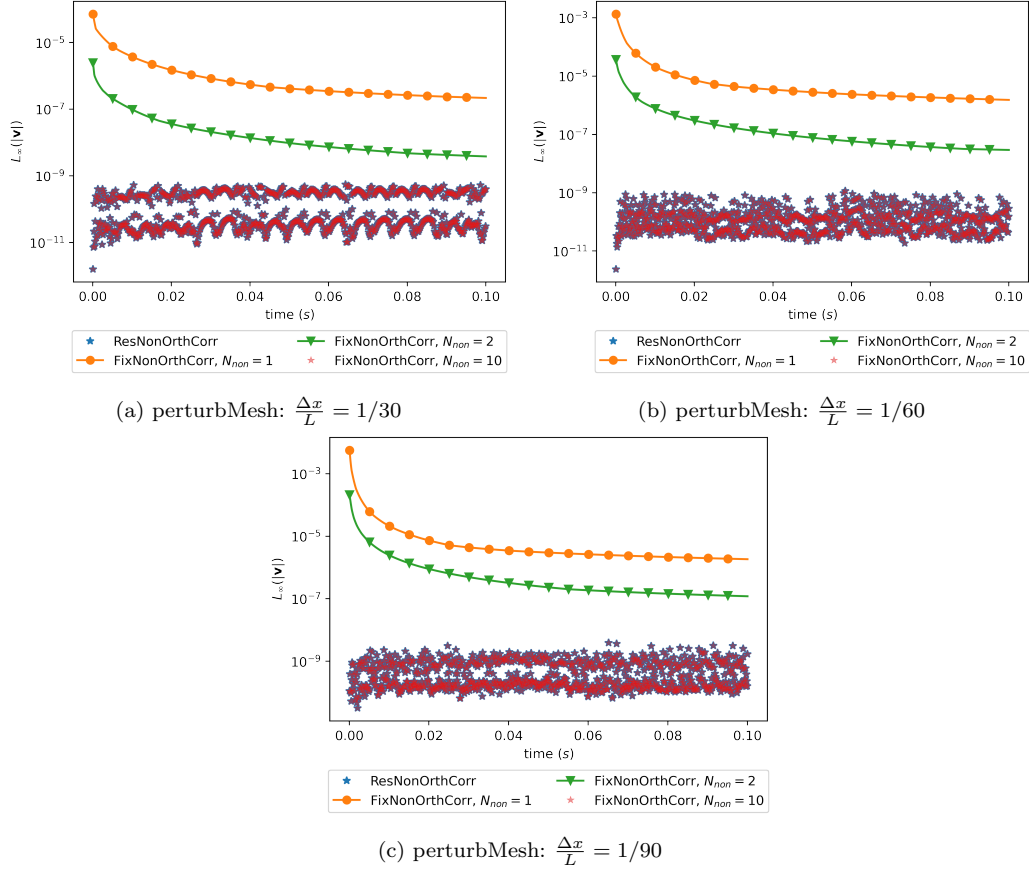 10⁻⁵
10⁻⁷
10⁻⁹
10⁻¹¹
L∞(|v|)
0.00 0.02 0.04 0.06 0.08 0.10
time (s)
ResNonOrthCorr
FixNonOrthCorr, N_non = 1
FixNonOrthCorr, N_non = 2
FixNonOrthCorr, N_non = 10
(a) perturbMesh: Δx/L = 1/30
10⁻³
10⁻⁵
10⁻⁷
10⁻⁹
10⁻¹¹
L∞(|v|)
0.00 0.02 0.04 0.06 0.08 0.10
time (s)
ResNonOrthCorr
FixNonOrthCorr, N_non = 1
FixNonOrthCorr, N_non = 2
FixNonOrthCorr, N_non = 10
(b) perturbMesh: Δx/L = 1/60
10⁻³
10⁻⁵
10⁻⁷
10⁻⁹
L∞(|v|)
0.00 0.02 0.04 0.06 0.08 0.10
time (s)
ResNonOrthCorr
FixNonOrthCorr, N_non = 1
FixNonOrthCorr, N_non = 2
FixNonOrthCorr, N_non = 10
(c) perturbMesh: Δx/L = 1/90